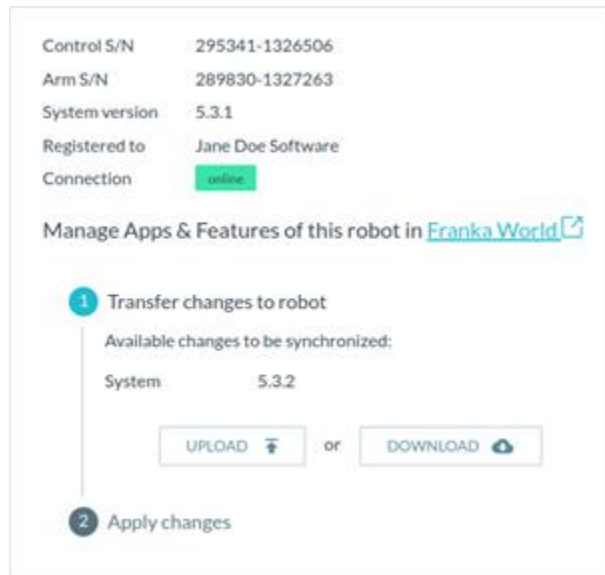 Control S/N 295341-1326506
Arm S/N 289830-1327263
System version 5.3.1
Registered to Jane Doe Software
Connection online
Manage Apps & Features of this robot in Franka World
1 Transfer changes to robot
Available changes to be synchronized:
System 5.3.2
UPLOAD or DOWNLOAD
2 Apply changes